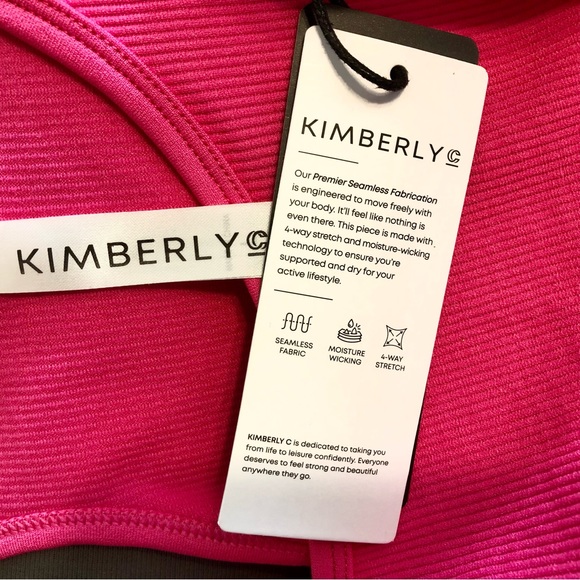 KIMBERLY C
KIMBERLY C
Our Premier Seamless Fabrication
is engineered to move freely with
your body. It'll feel like nothing is
even there. This piece is made with
4-way stretch and moisture-wicking
technology to ensure you're
supported and dry for your
active lifestyle.
SEAMLESS
FABRIC
MOISTURE
WICKING
4-WAY
STRETCH
KIMBERLY C is dedicated to taking you
from life to leisure confidently. Everyone
deserves to feel strong and beautiful
anywhere they go.